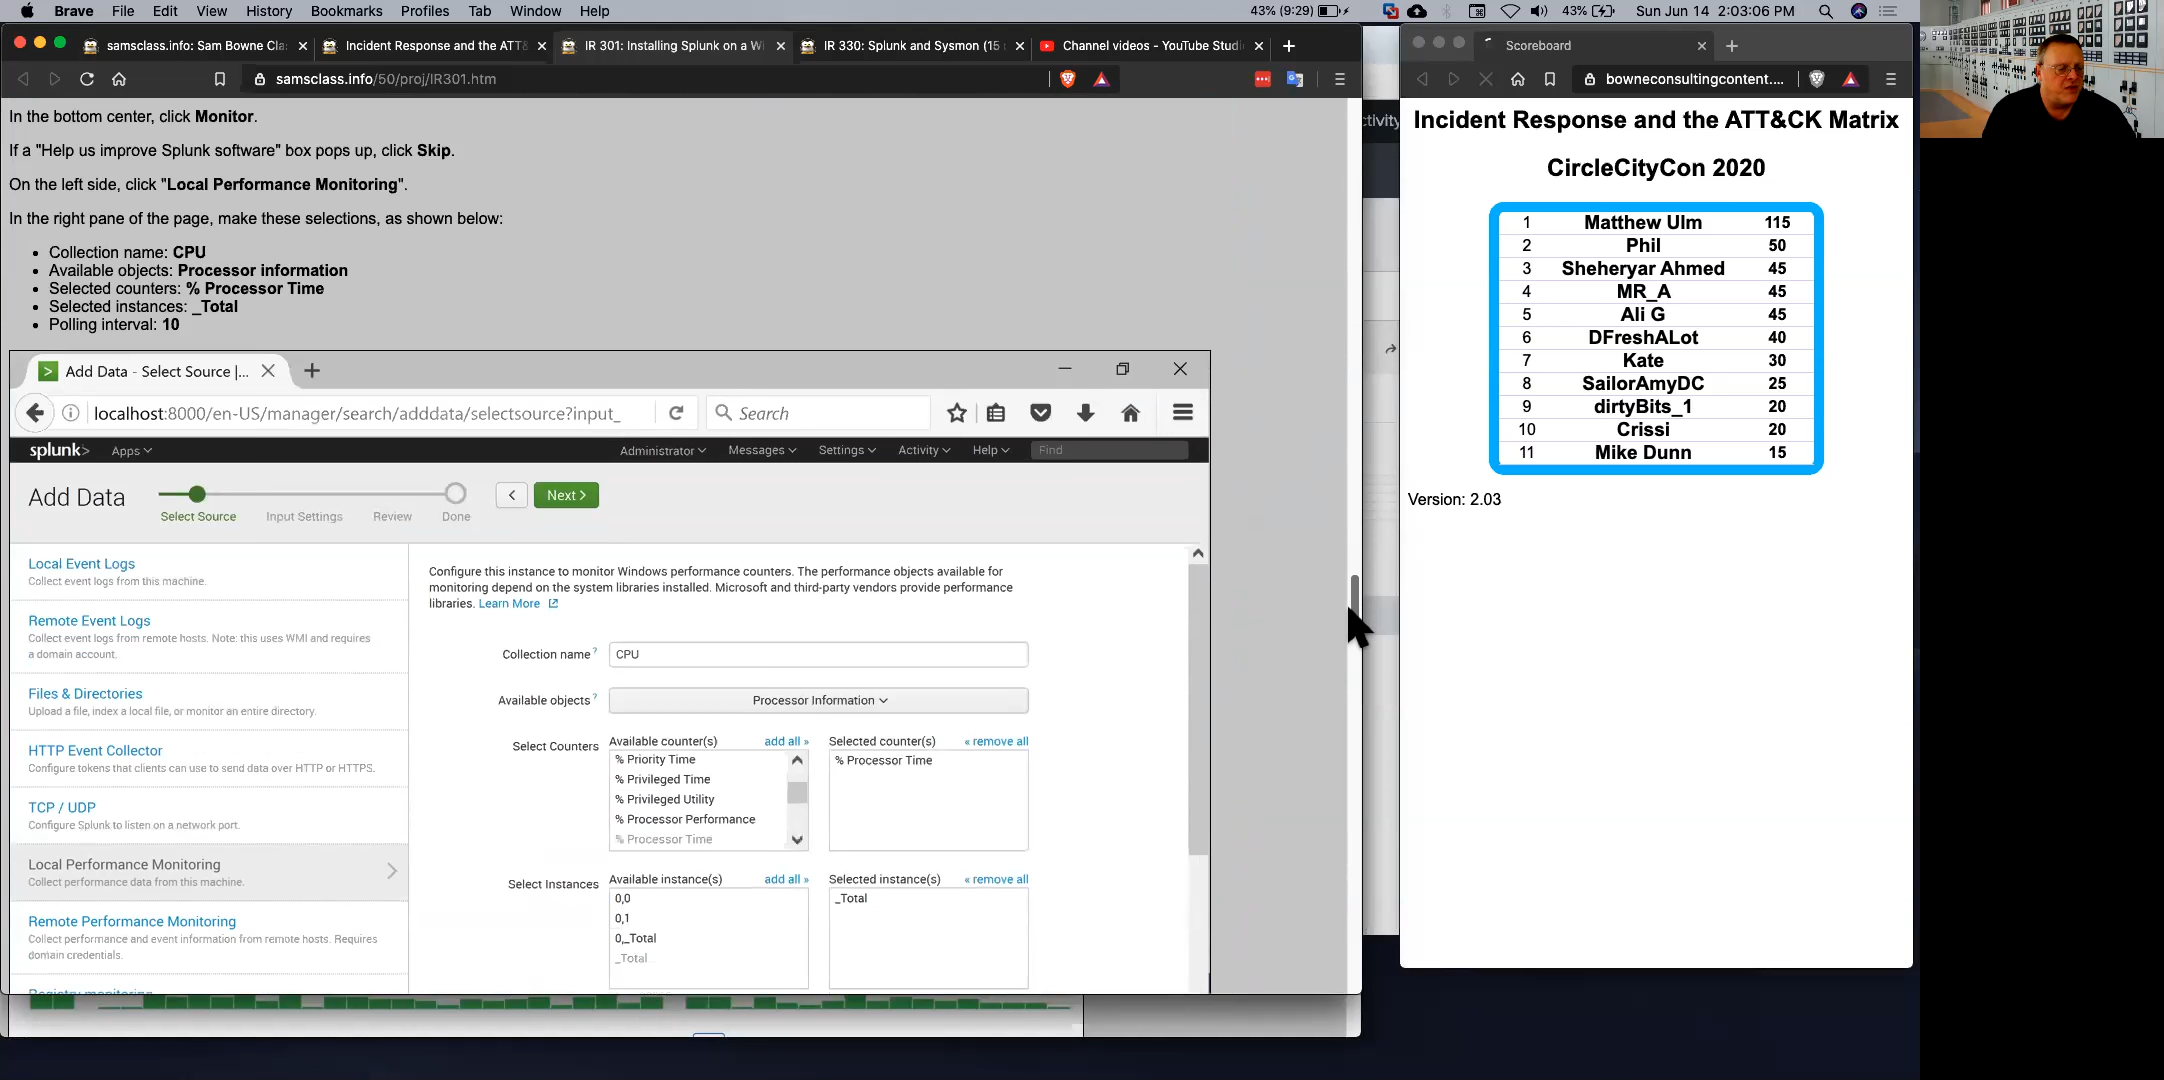 Brave File Edit View History Bookmarks Profiles Tab Window Help
43% (9:29) 43% Sun Jun 14 2:03:06 PM
samsclass.info: Sam Bowne Cla
Incident Response and the ATT&
IR 301: Installing Splunk on a Wi
IR 330: Splunk and Sysmon (15
Channel videos - YouTube Studi
samsclass.info/50/proj/IR301.htm
In the bottom center, click Monitor.
If a "Help us improve Splunk software" box pops up, click Skip.
On the left side, click "Local Performance Monitoring".
In the right pane of the page, make these selections, as shown below:
• Collection name: CPU
• Available objects: Processor information
• Selected counters: % Processor Time
• Selected instances: _Total
• Polling interval: 10
Add Data - Select Source |...
localhost:8000/en-US/manager/search/adddata/selectsource?input_
Search
splunk> Apps Administrator Messages Settings Activity Help Find
Add Data
Select Source Input Settings Review Done
< Next >
Local Event Logs
Collect event logs from this machine.
Remote Event Logs
Collect event logs from remote hosts. Note: this uses WMI and requires
a domain account.
Files & Directories
Upload a file, index a local file, or monitor an entire directory.
HTTP Event Collector
Configure tokens that clients can use to send data over HTTP or HTTPS.
TCP / UDP
Configure Splunk to listen on a network port.
Local Performance Monitoring
Collect performance data from this machine.
Remote Performance Monitoring
Collect performance and event information from remote hosts. Requires
domain credentials.
Registry monitoring
Configure this instance to monitor Windows performance counters. The performance objects available for
monitoring depend on the system libraries installed. Microsoft and third-party vendors provide performance
libraries. Learn More
Collection name ? CPU
Available objects ? Processor Information
Select Counters
Available counter(s) add all »
% Priority Time
% Privileged Time
% Privileged Utility
% Processor Performance
% Processor Time
Selected counter(s) « remove all
% Processor Time
Select Instances
Available instance(s) add all »
0,0
0,1
0,_Total
_Total
Selected instance(s) « remove all
_Total
ctivity
Scoreboard
bowneconsultingcontent....
Incident Response and the ATT&CK Matrix
CircleCityCon 2020
1 Matthew Ulm 115
2 Phil 50
3 Sheheryar Ahmed 45
4 MR_A 45
5 Ali G 45
6 DFreshALot 40
7 Kate 30
8 SailorAmyDC 25
9 dirtyBits_1 20
10 Crissi 20
11 Mike Dunn 15
Version: 2.03